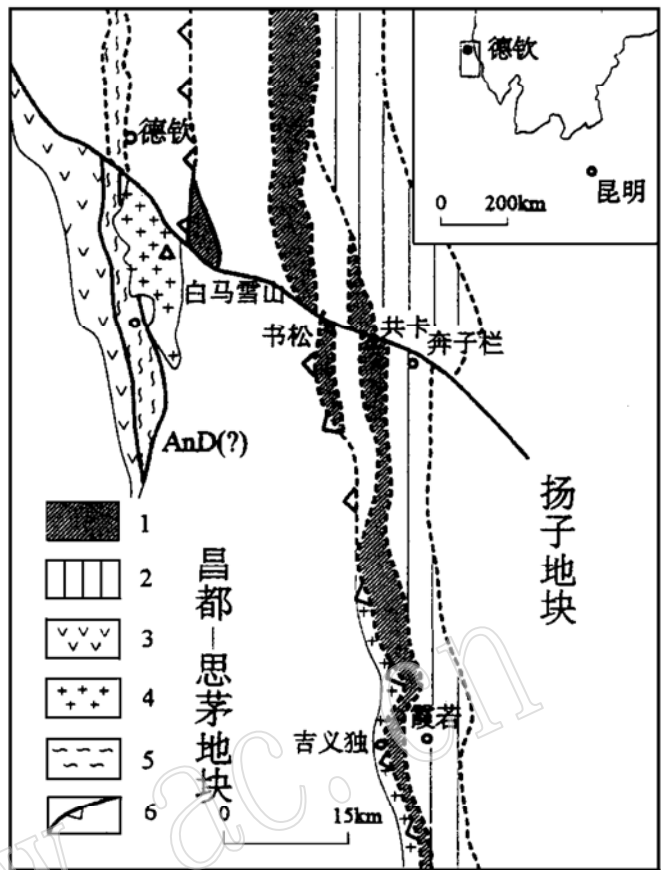 德钦
昆明
0 200km
德钦
白马雪山
书松
共卡
奔子栏
AnD(?)
扬子地块
昌都—思茅地块
1
2
3
4
5
6
吉义独
霞若
0 15km
w ac.cn